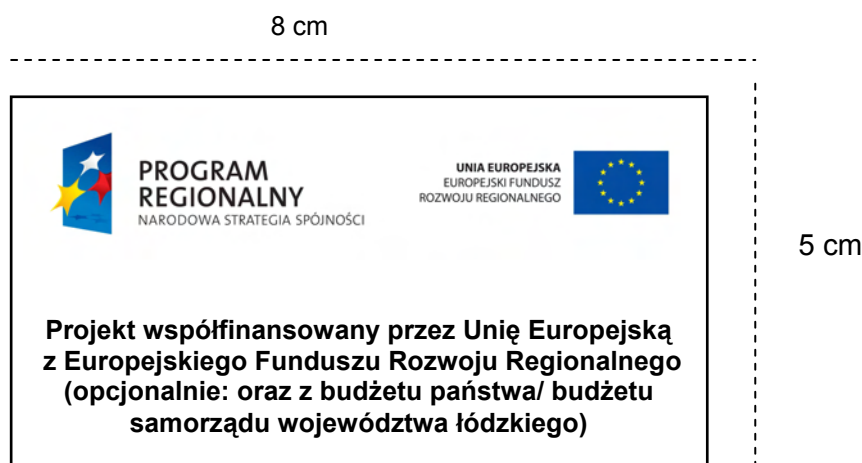 8 cm
PROGRAM
REGIONALNY
NARODOWA STRATEGIA SPÓJNOŚCI
UNIA EUROPEJSKA
EUROPEJSKI FUNDUSZ
ROZWOJU REGIONALNEGO
5 cm
Projekt współfinansowany przez Unię Europejską
z Europejskiego Funduszu Rozwoju Regionalnego
(opcjonalnie: oraz z budżetu państwa/ budżetu
samorządu województwa łódzkiego)